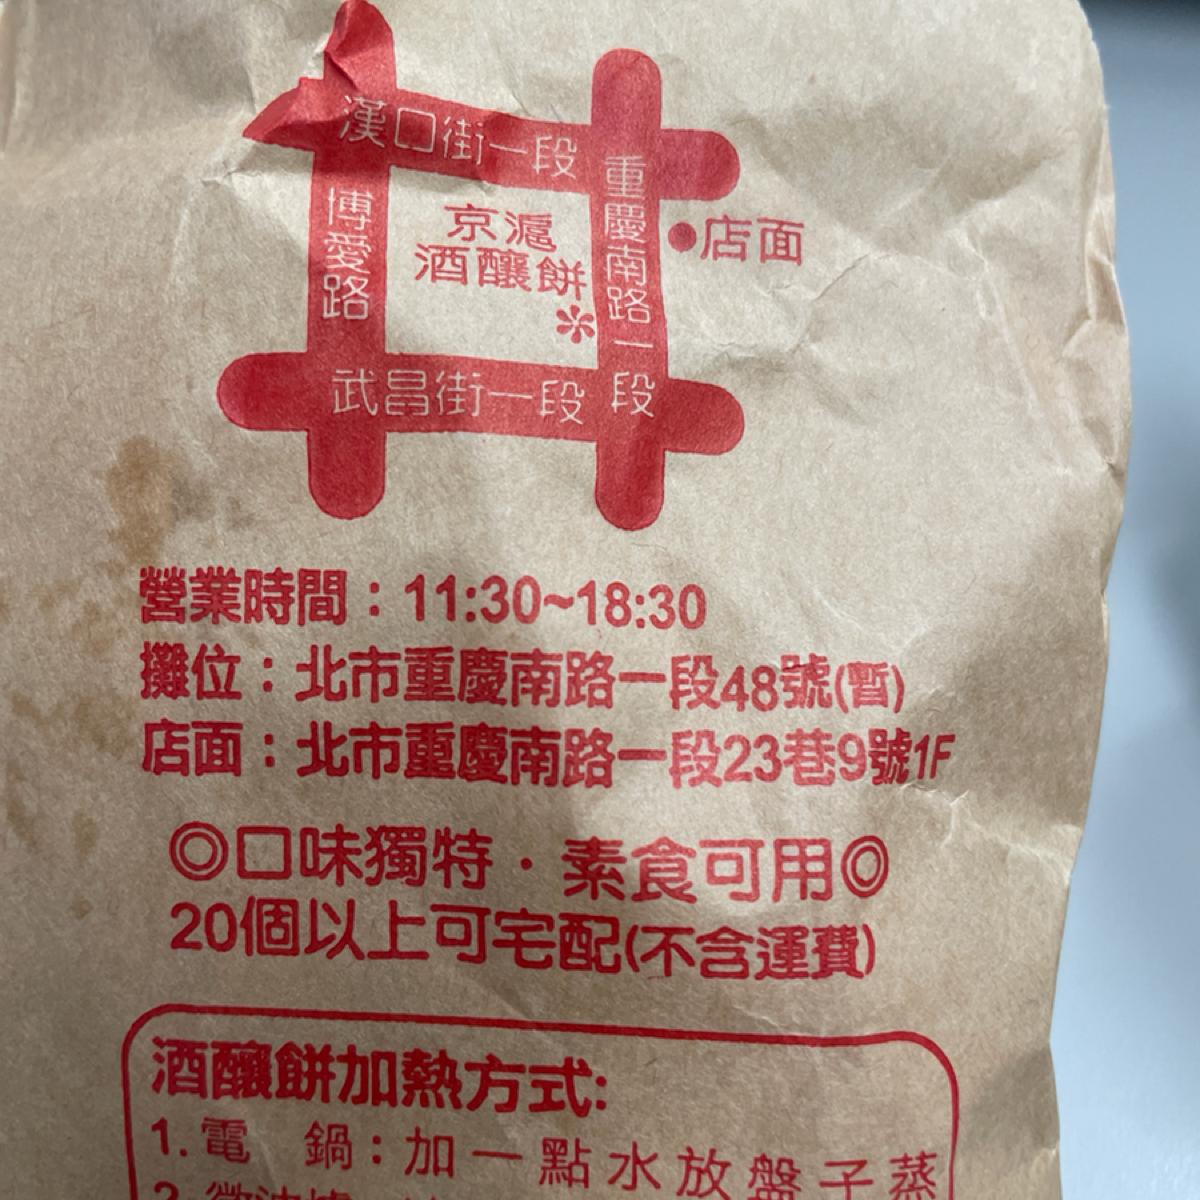 漢口街一段
重慶南路一段
博愛路
京滬
酒釀餅
店面
武昌街一段
營業時間：11:30~18:30
攤位：北市重慶南路一段48號(暫)
店面：北市重慶南路一段23巷9號1F
◎口味獨特・素食可用◎
20個以上可宅配(不含運費)
酒釀餅加熱方式:
1. 電鍋：加一點水放盤子蒸